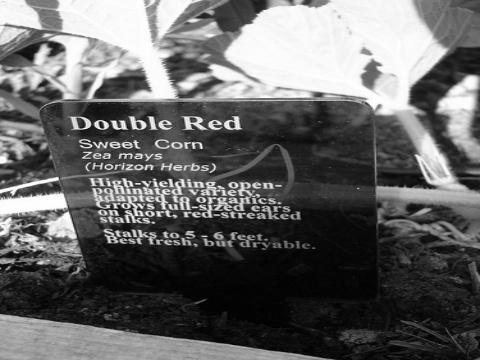 Double Red
Sweet Corn
Zea mays
(Horizon Herbs)
High-yielding, open-
pollinated variety,
adapted to organics.
Grows full-sized ears
on short, red-streaked
stalks.
Stalks to 5 - 6 feet.
Best fresh, but dryable.